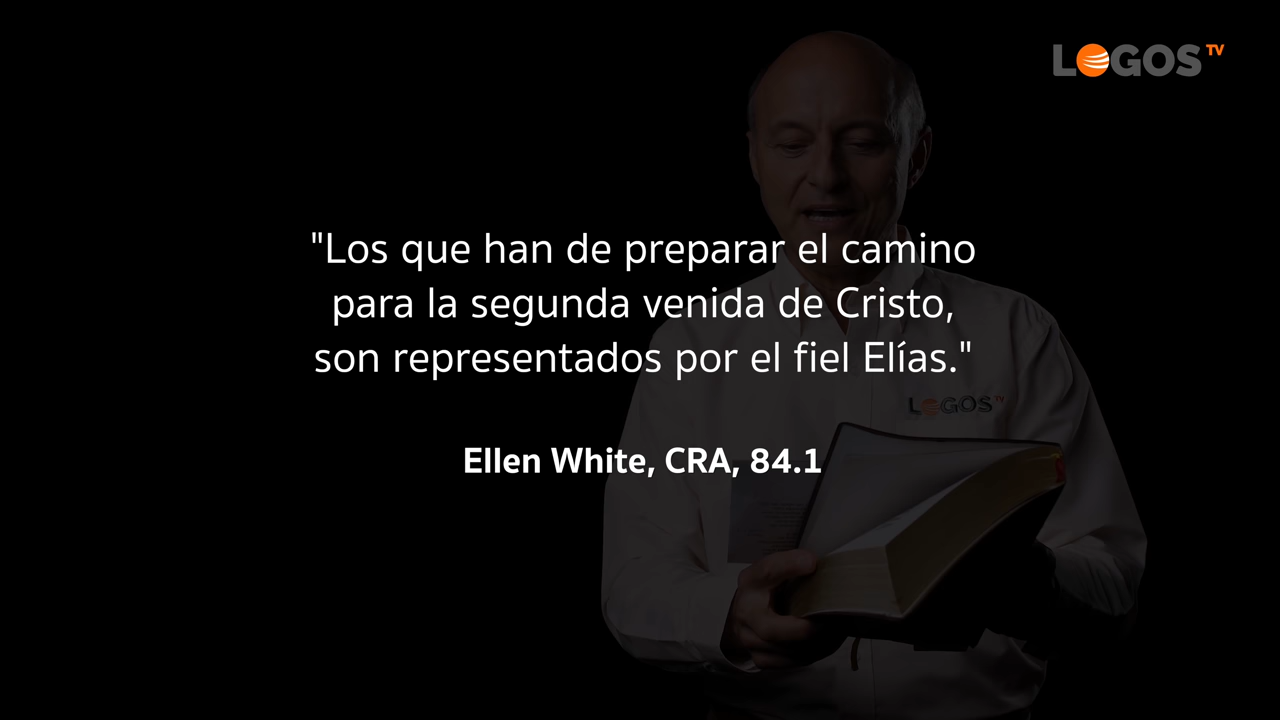 LOGOS TV
"Los que han de preparar el camino
para la segunda venida de Cristo,
son representados por el fiel Elías."
LOGOS TV
Ellen White, CRA, 84.1